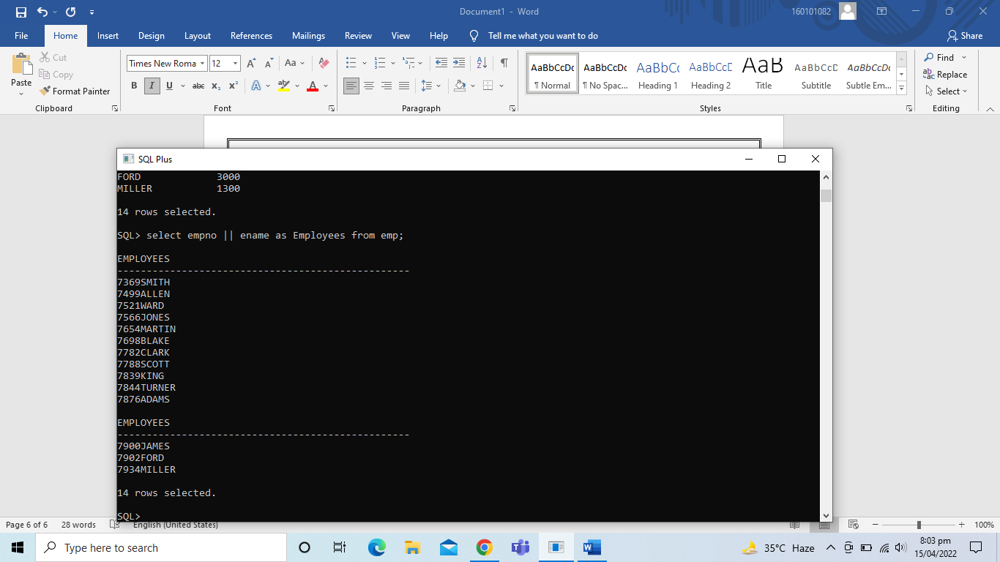 Document1 - Word
160101082
File Home Insert Design Layout References Mailings Review View Help Tell me what you want to do Share
Cut
Copy
Paste
Format Painter
Clipboard
Times New Roma 12 Aa
B I U abc x₂ x² A ab A
Font
Paragraph
AaBbCcDc AaBbCcDc AaBbCc AaBbCcD AaB AaBbCcD AaBbCcDc
¶ Normal ¶ No Spac... Heading 1 Heading 2 Title Subtitle Subtle Em...
Styles
Find
Replace
Select
Editing
SQL Plus
FORD 3000
MILLER 1300
14 rows selected.
SQL> select empno || ename as Employees from emp;
EMPLOYEES
--------------------------------------------------
7369SMITH
7499ALLEN
7521WARD
7566JONES
7654MARTIN
7698BLAKE
7782CLARK
7788SCOTT
7839KING
7844TURNER
7876ADAMS
EMPLOYEES
--------------------------------------------------
7900JAMES
7902FORD
7934MILLER
14 rows selected.
SQL>
Page 6 of 6 28 words English (United States) 100%
Type here to search
35°C Haze
8:03 pm
15/04/2022